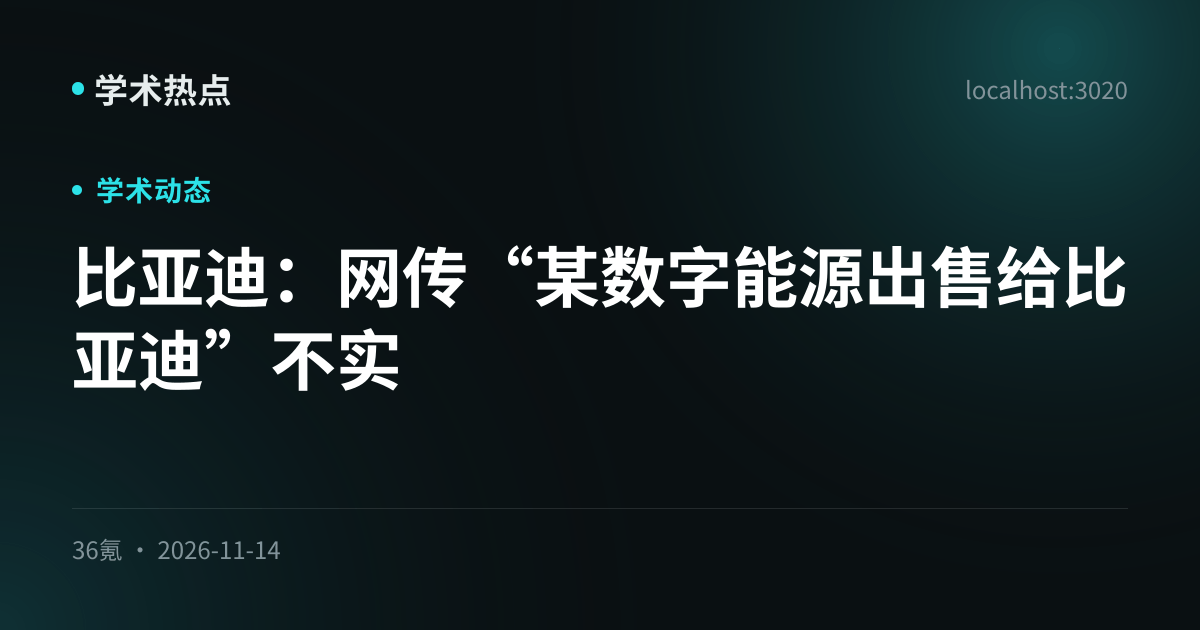 学术热点
localhost:3020
学术动态
比亚迪：网传“某数字能源出售给比
亚迪”不实
36氪 · 2026-11-14